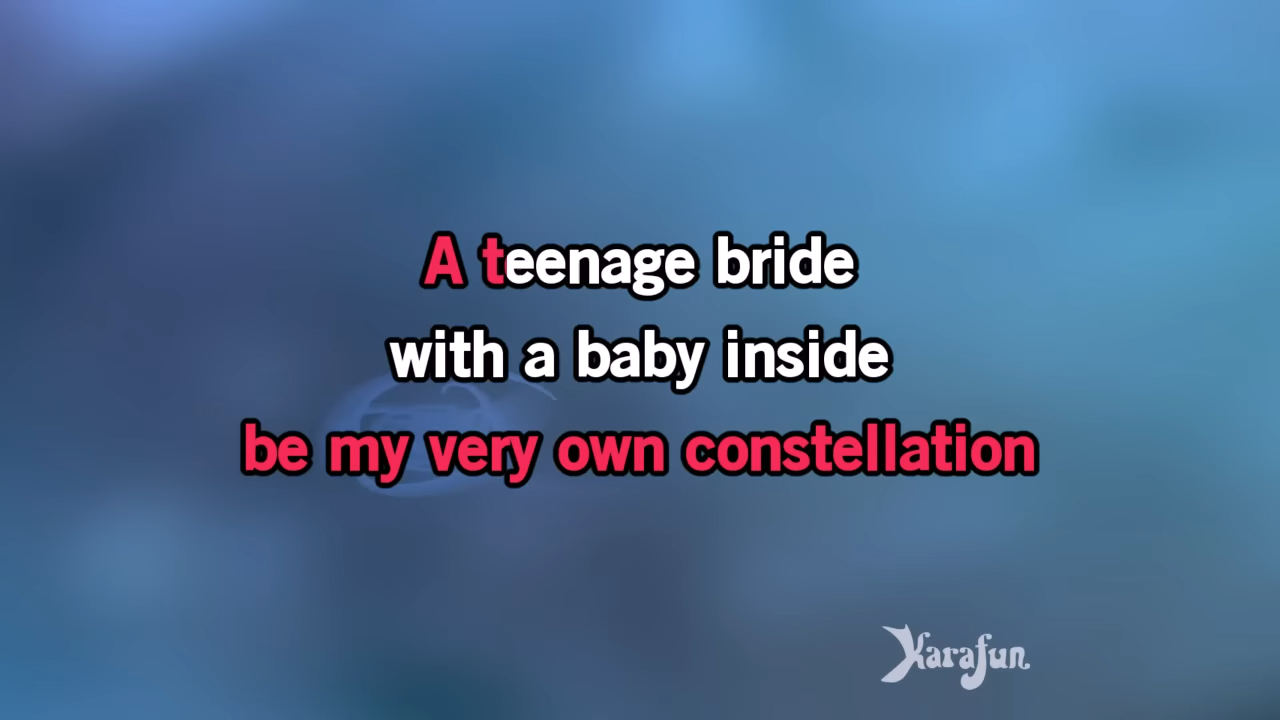 A teenage bride
with a baby inside
be my very own constellation
Karafun